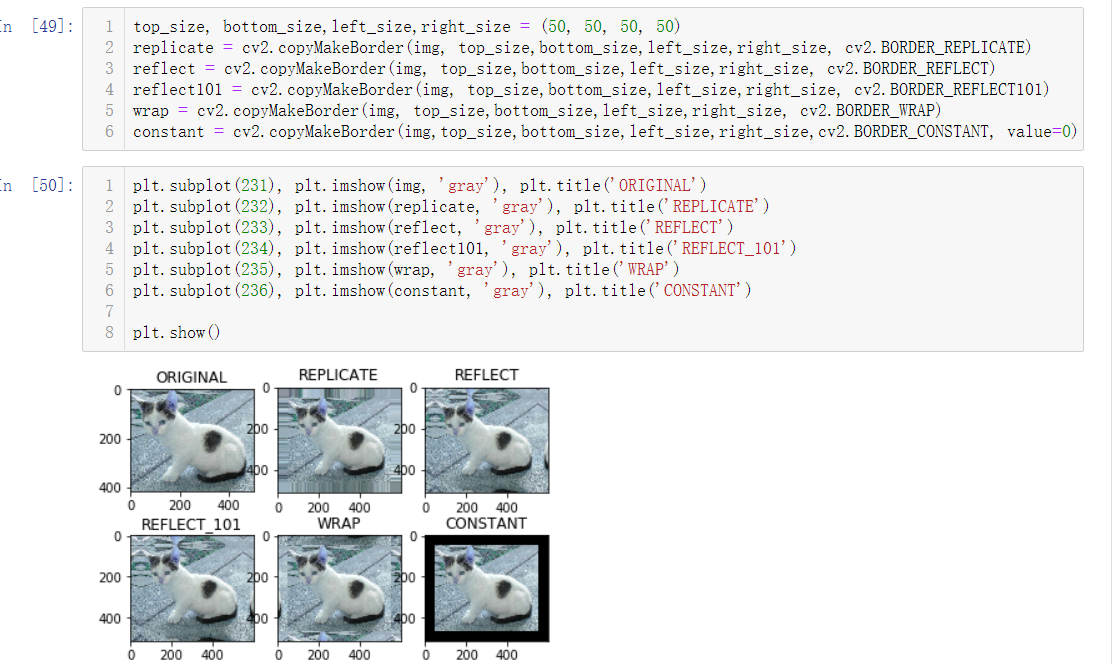 In [49]:
1 top_size, bottom_size,left_size,right_size = (50, 50, 50, 50)
2 replicate = cv2.copyMakeBorder(img, top_size,bottom_size,left_size,right_size, cv2.BORDER_REPLICATE)
3 reflect = cv2.copyMakeBorder(img, top_size,bottom_size,left_size,right_size, cv2.BORDER_REFLECT)
4 reflect101 = cv2.copyMakeBorder(img, top_size,bottom_size,left_size,right_size, cv2.BORDER_REFLECT101)
5 wrap = cv2.copyMakeBorder(img, top_size,bottom_size,left_size,right_size, cv2.BORDER_WRAP)
6 constant = cv2.copyMakeBorder(img,top_size,bottom_size,left_size,right_size,cv2.BORDER_CONSTANT, value=0)
In [50]:
1 plt.subplot(231), plt.imshow(img, 'gray'), plt.title('ORIGINAL')
2 plt.subplot(232), plt.imshow(replicate, 'gray'), plt.title('REPLICATE')
3 plt.subplot(233), plt.imshow(reflect, 'gray'), plt.title('REFLECT')
4 plt.subplot(234), plt.imshow(reflect101, 'gray'), plt.title('REFLECT_101')
5 plt.subplot(235), plt.imshow(wrap, 'gray'), plt.title('WRAP')
6 plt.subplot(236), plt.imshow(constant, 'gray'), plt.title('CONSTANT')
7
8 plt.show()
ORIGINAL REPLICATE REFLECT
0 0 0
200 200 200
400 400 400
0 200 400 0 200 400 0 200 400
REFLECT_101 WRAP CONSTANT
0 0 0
200 200 200
400 400 400
0 200 400 0 200 400 0 200 400